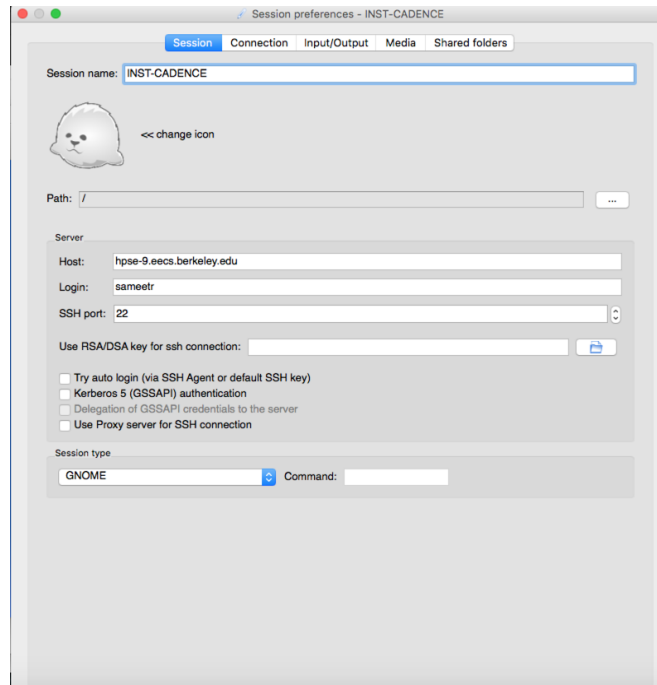 Session preferences - INST-CADENCE
Session Connection Input/Output Media Shared folders
Session name: INST-CADENCE
<< change icon
Path: / ...
Server
Host: hpse-9.eecs.berkeley.edu
Login: sameetr
SSH port: 22
Use RSA/DSA key for ssh connection:
Try auto login (via SSH Agent or default SSH key)
Kerberos 5 (GSSAPI) authentication
Delegation of GSSAPI credentials to the server
Use Proxy server for SSH connection
Session type
GNOME Command: